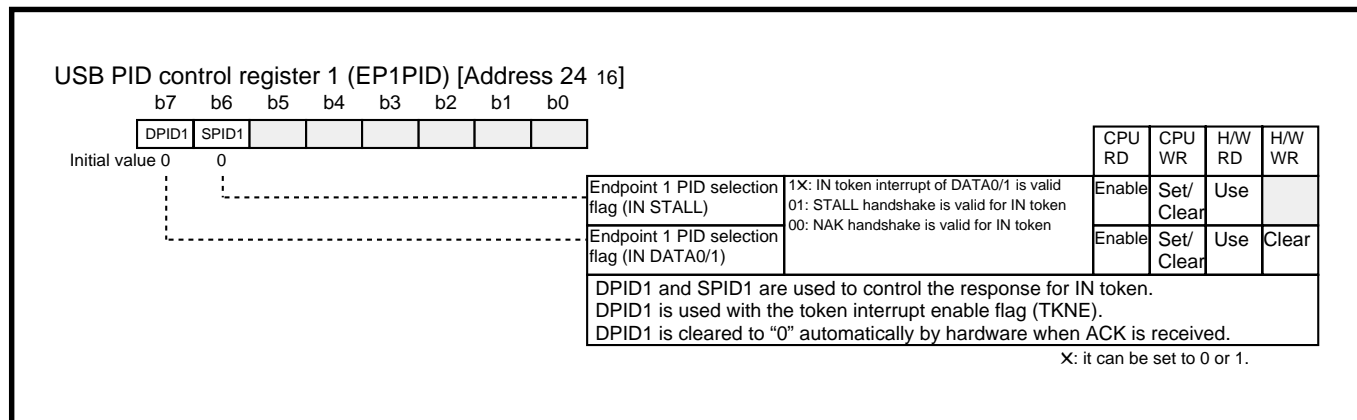 USB PID control register 1 (EP1PID) [Address 24 16]
b7 b6 b5 b4 b3 b2 b1 b0
DPID1 SPID1
Initial value 0 0
CPU RD
CPU WR
H/W RD
H/W WR
Endpoint 1 PID selection
flag (IN STALL)
1X: IN token interrupt of DATA0/1 is valid
01: STALL handshake is valid for IN token
00: NAK handshake is valid for IN token
Enable
Set/
Clear
Use
Endpoint 1 PID selection
flag (IN DATA0/1)
Enable
Set/
Clear
Use
Clear
DPID1 and SPID1 are used to control the response for IN token.
DPID1 is used with the token interrupt enable flag (TKNE).
DPID1 is cleared to “0” automatically by hardware when ACK is received.
X: it can be set to 0 or 1.